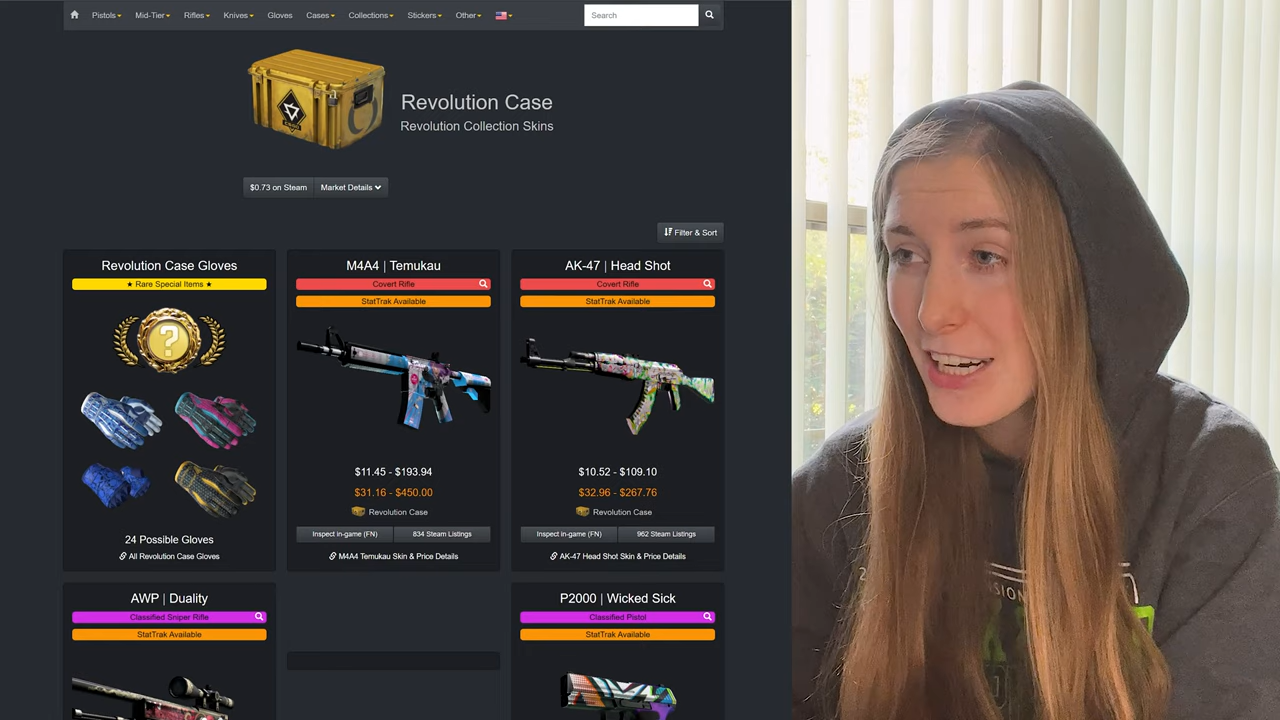 Pistols Mid-Tier Rifles Knives Gloves Cases Collections Stickers Other Search
Revolution Case
Revolution Collection Skins
$0.73 on Steam Market Details
Filter & Sort
Revolution Case Gloves
★ Rare Special Items ★
?
24 Possible Gloves
All Revolution Case Gloves
M4A4 | Temukau
Covert Rifle
StatTrak Available
$11.45 - $193.94
$31.16 - $450.00
Revolution Case
Inspect in-game (FN) 834 Steam Listings
M4A4 Temukau Skin & Price Details
AK-47 | Head Shot
Covert Rifle
StatTrak Available
$10.52 - $109.10
$32.96 - $267.76
Revolution Case
Inspect in-game (FN) 962 Steam Listings
AK-47 Head Shot Skin & Price Details
AWP | Duality
Classified Sniper Rifle
StatTrak Available
P2000 | Wicked Sick
Classified Pistol
StatTrak Available